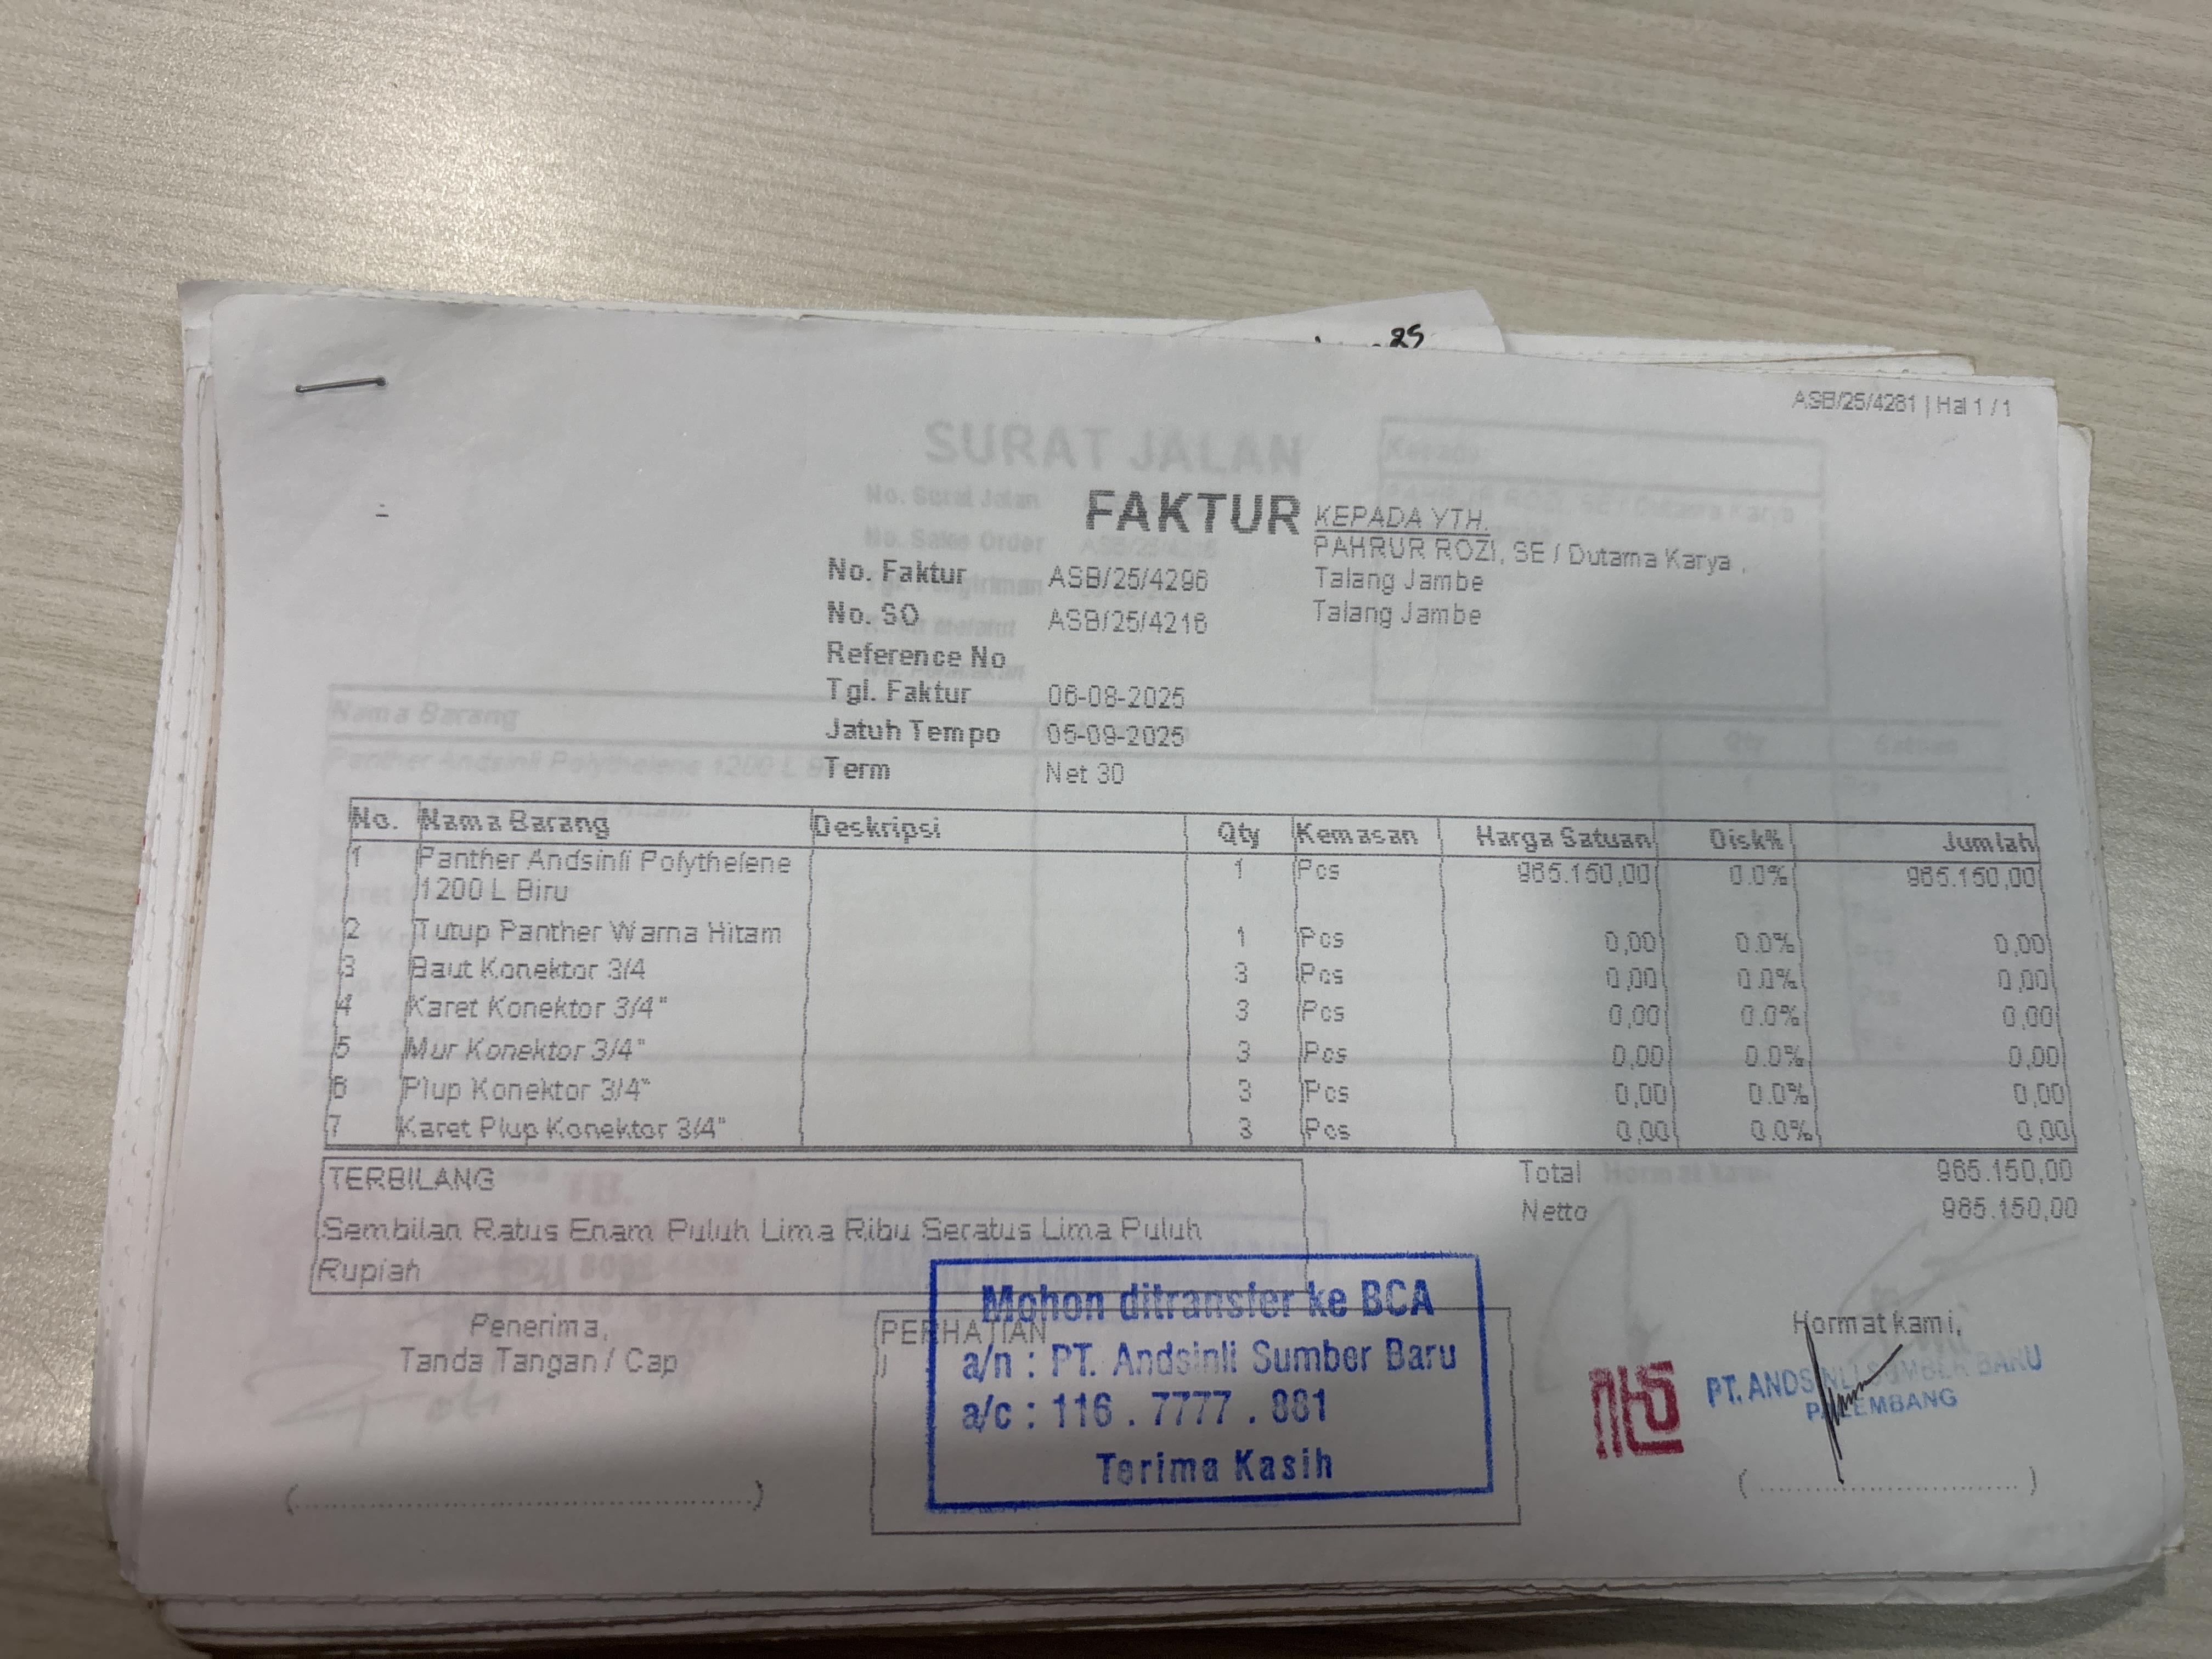 25
ASB/25/4281 | Hal 1 / 1
SURAT JALAN
FAKTUR
KEPADA YTH.
PAHRUR ROZI, SE / Dutama Karya ,
Talang Jambe
Talang Jambe
No. Faktur ASB/25/4296
No. SO ASB/25/4216
Reference No
Tgl. Faktur 06-08-2025
Jatuh Tempo 05-09-2025
Term Net 30
No. Nama Barang Deskripsi Qty Kemasan Harga Satuan Disk% Jumlah
1 Panther Andsinli Polythelene 1 Pcs 965.150,00 0.0% 965.150,00
1200 L Biru
2 Tutup Panther Warna Hitam 1 Pcs 0,00 0.0% 0,00
3 Baut Konektor 3/4 3 Pcs 0,00 0.0% 0,00
4 Karet Konektor 3/4" 3 Pcs 0,00 0.0% 0,00
5 Mur Konektor 3/4" 3 Pcs 0,00 0.0% 0,00
6 Plup Konektor 3/4" 3 Pcs 0,00 0.0% 0,00
7 Karet Plup Konektor 3/4" 3 Pcs 0,00 0.0% 0,00
Total 965.150,00
Netto 965.150,00
TERBILANG
Sembilan Ratus Enam Puluh Lima Ribu Seratus Lima Puluh
Rupiah
Penerima,
Tanda Tangan / Cap
PERHATIAN
Mohon ditransfer ke BCA
a/n : PT. Andsinli Sumber Baru
a/c : 116 . 7777 . 881
Terima Kasih
Hormat kami,
PT. ANDSINLI SUMBER BARU
PALEMBANG